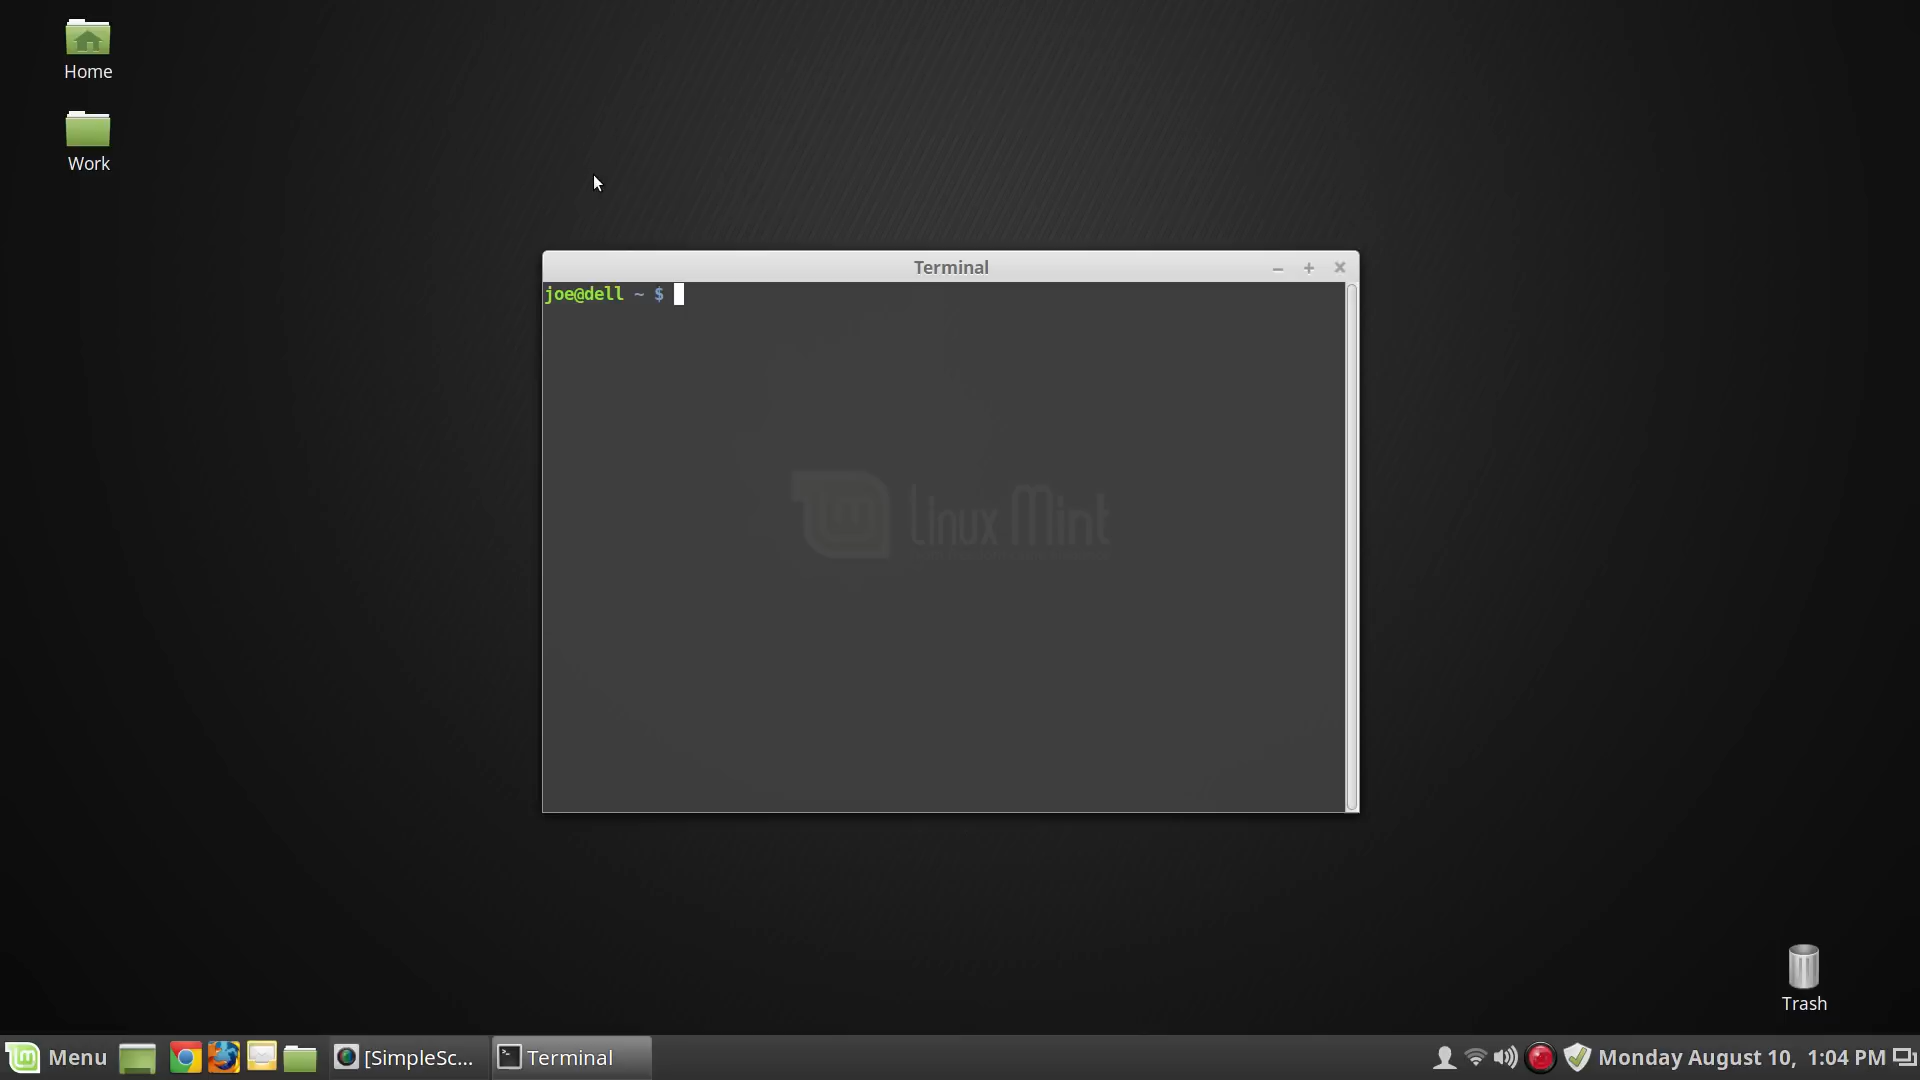 Home
Work
Terminal
joe@dell ~ $
Linux Mint
Trash
Menu
[SimpleSc...
Terminal
Monday August 10, 1:04 PM